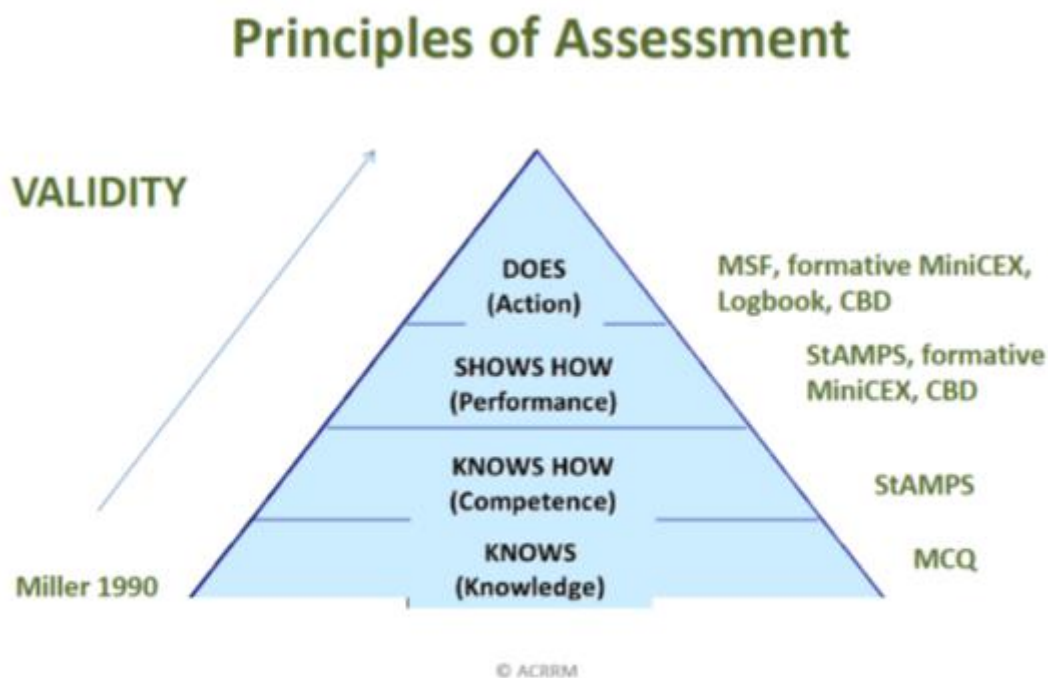 Principles of Assessment
VALIDITY
DOES
(Action)
MSF, formative MiniCEX,
Logbook, CBD
SHOWS HOW
(Performance)
StAMPS, formative
MiniCEX, CBD
KNOWS HOW
(Competence)
StAMPS
KNOWS
(Knowledge)
MCQ
Miller 1990
© ACRRM